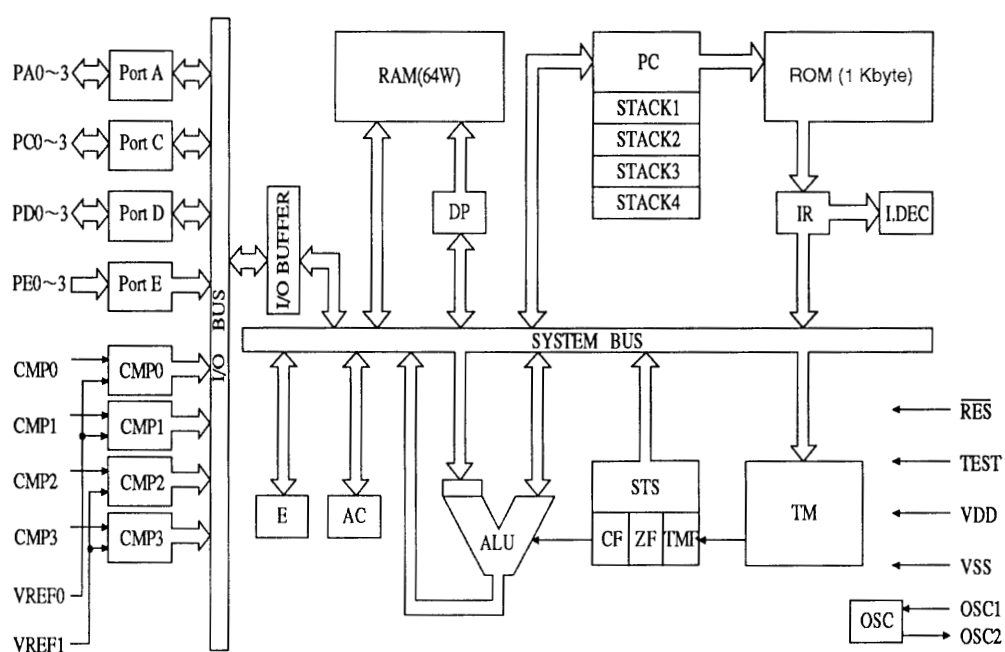 PA0~3
Port A
PC0~3
Port C
PD0~3
Port D
PE0~3
Port E
CMP0
CMP0
CMP1
CMP1
CMP2
CMP2
CMP3
CMP3
VREF0
VREF1
I/O BUS
I/O BUFFER
RAM(64W)
DP
PC
STACK1
STACK2
STACK3
STACK4
ROM (1 Kbyte)
IR
I.DEC
SYSTEM BUS
E
AC
ALU
STS
CF
ZF
TMF
TM
RES
TEST
VDD
VSS
OSC
OSC1
OSC2